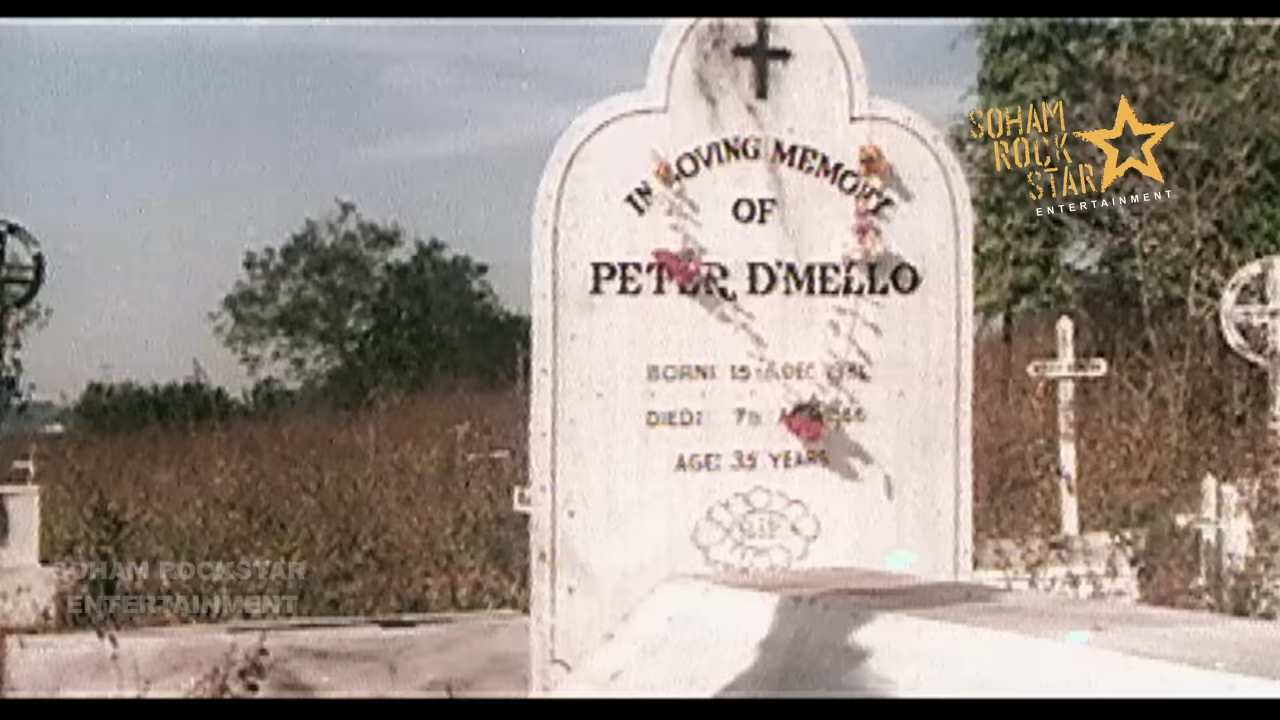 IN LOVING MEMORY
OF
PETER D'MELLO
BORN: 15 DEC
DIED: 7th
AGE: 35 YEARS
SOHAM
ROCK
STAR
ENTERTAINMENT
SOHAM ROCKSTAR
ENTERTAINMENT